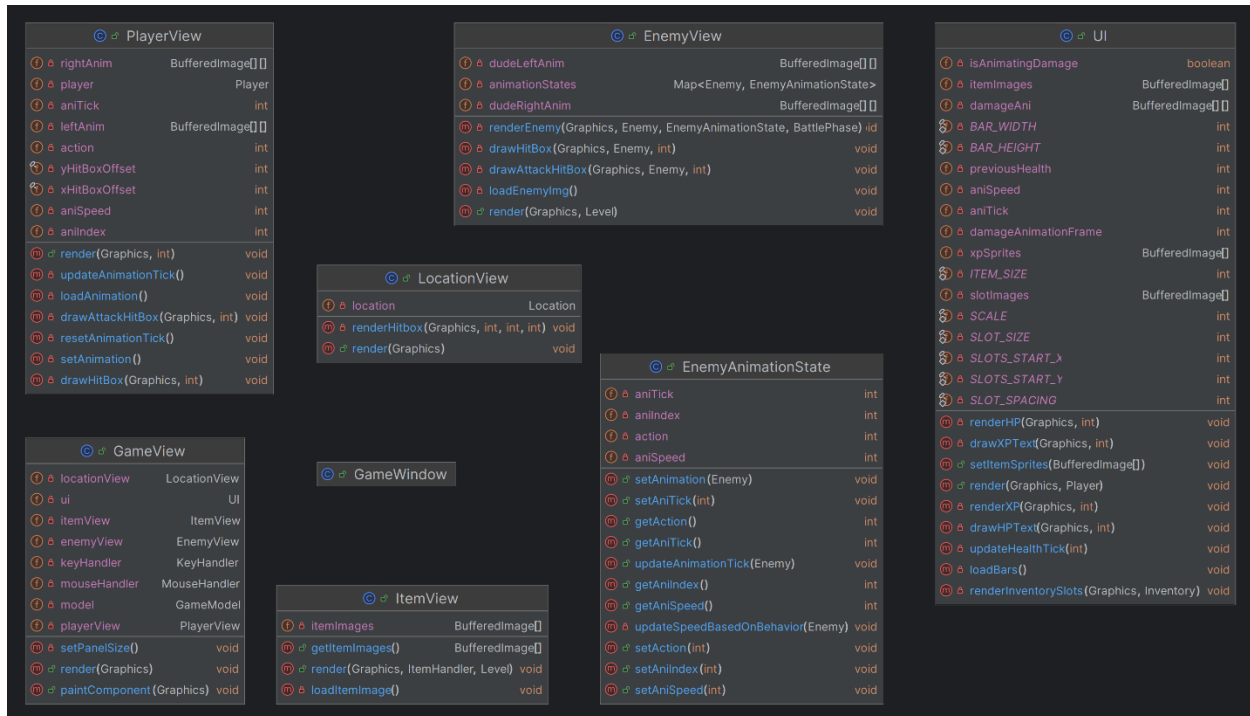 PlayerView
rightAnim BufferedImage[][]
player Player
aniTick int
leftAnim BufferedImage[][]
action int
yHitBoxOffset int
xHitBoxOffset int
aniSpeed int
aniIndex int
render(Graphics, int) void
updateAnimationTick() void
loadAnimation() void
drawAttackHitBox(Graphics, int) void
resetAnimationTick() void
setAnimation() void
drawHitBox(Graphics, int) void
EnemyView
dudeLeftAnim BufferedImage[][]
animationStates Map<Enemy, EnemyAnimationState>
dudeRightAnim BufferedImage[][]
renderEnemy(Graphics, Enemy, EnemyAnimationState, BattlePhase) id
drawHitBox(Graphics, Enemy, int) void
drawAttackHitBox(Graphics, Enemy, int) void
loadEnemyImg() void
render(Graphics, Level) void
UI
isAnimatingDamage boolean
itemImages BufferedImage[]
damageAni BufferedImage[][]
BAR_WIDTH int
BAR_HEIGHT int
previousHealth int
aniSpeed int
aniTick int
damageAnimationFrame int
xpSprites BufferedImage[]
ITEM_SIZE int
slotImages BufferedImage[]
SCALE int
SLOT_SIZE int
SLOTS_START_X int
SLOTS_START_Y int
SLOT_SPACING int
renderHP(Graphics, int) void
drawXPText(Graphics, int) void
setItemSprites(BufferedImage[]) void
render(Graphics, Player) void
renderXP(Graphics, int) void
drawHPText(Graphics, int) void
updateHealthTick(int) void
loadBars() void
renderInventorySlots(Graphics, Inventory) void
LocationView
location Location
renderHitbox(Graphics, int, int, int) void
render(Graphics) void
EnemyAnimationState
aniTick int
aniIndex int
action int
aniSpeed int
setAnimation(Enemy) void
setAniTick(int) void
getAction() int
getAniTick() int
updateAnimationTick(Enemy) void
getAniIndex() int
getAniSpeed() int
updateSpeedBasedOnBehavior(Enemy) void
setAction(int) void
setAniIndex(int) void
setAniSpeed(int) void
GameView
locationView LocationView
ui UI
itemView ItemView
enemyView EnemyView
keyHandler KeyHandler
mouseHandler MouseHandler
model GameModel
playerView PlayerView
setPanelSize() void
render(Graphics) void
paintComponent(Graphics) void
GameWindow
ItemView
itemImages BufferedImage[]
getItemImages() BufferedImage[]
render(Graphics, ItemHandler, Level) void
loadItemImage() void